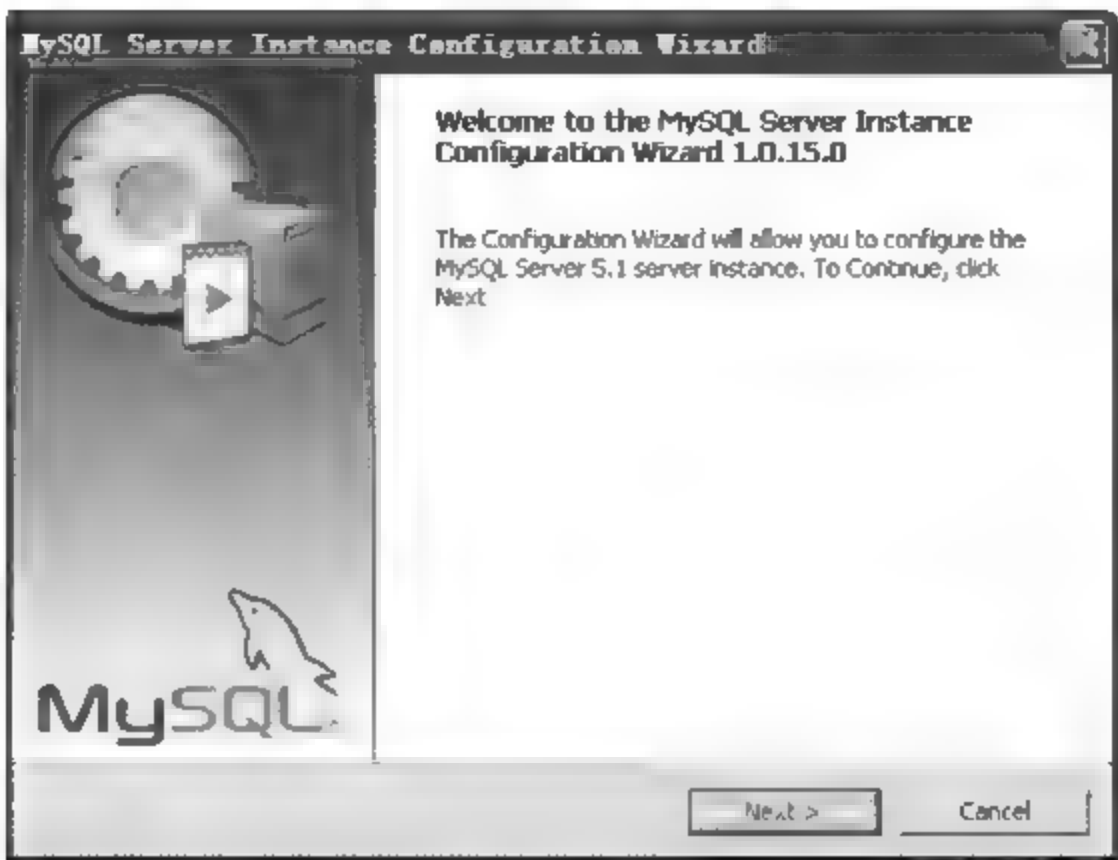 MySQL Server Instance Configuration Wizard
Welcome to the MySQL Server Instance
Configuration Wizard 1.0.15.0
The Configuration Wizard will allow you to configure the
MySQL Server 5.1 server instance. To Continue, click
Next
MySQL
Next >
Cancel